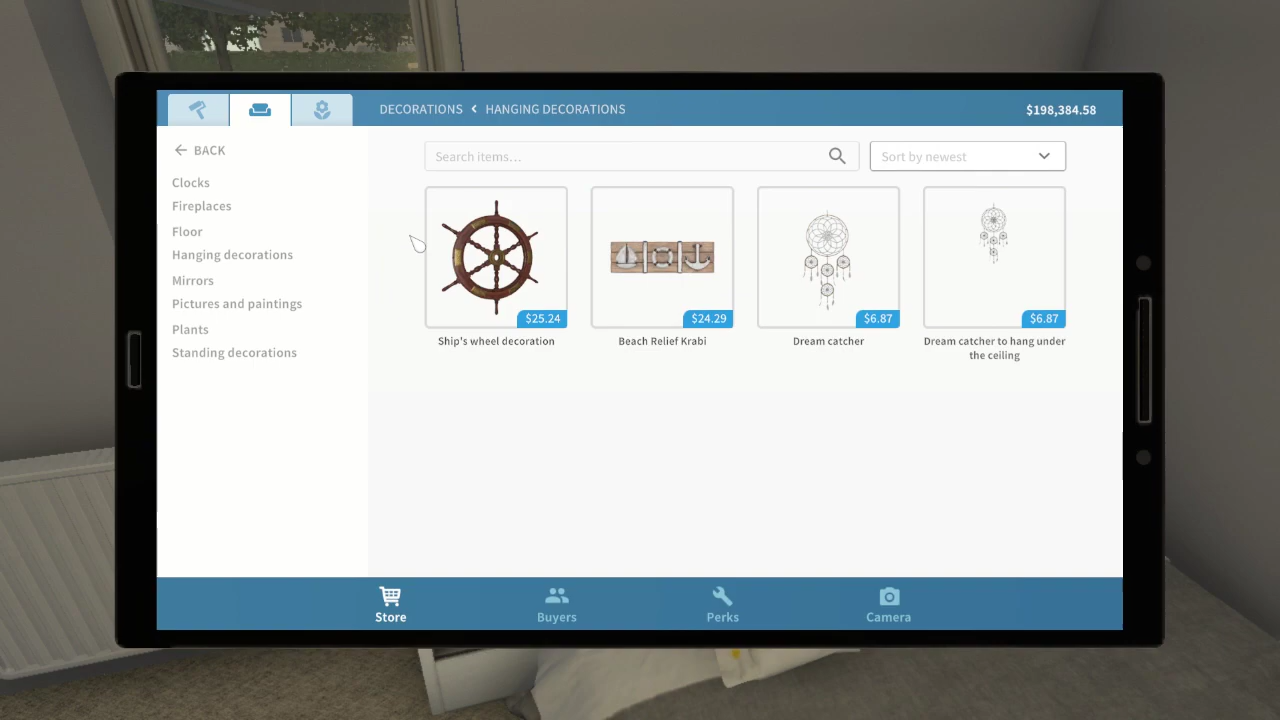 DECORATIONS < HANGING DECORATIONS
$198,384.58
BACK
Clocks
Fireplaces
Floor
Hanging decorations
Mirrors
Pictures and paintings
Plants
Standing decorations
Search items...
Sort by newest
$25.24
$24.29
$6.87
$6.87
Ship's wheel decoration
Beach Relief Krabi
Dream catcher
Dream catcher to hang under
the ceiling
Store
Buyers
Perks
Camera